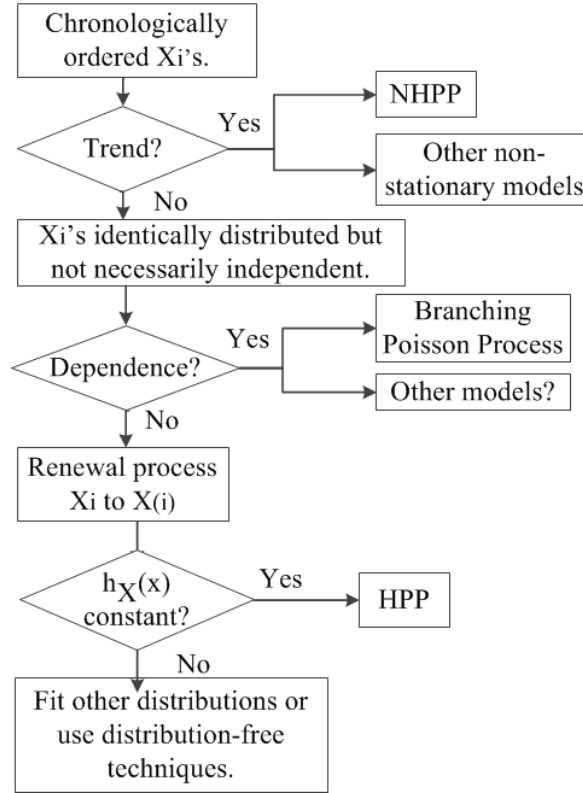 Chronologically
ordered Xi's.
Trend?
Yes
NHPP
Other non-
stationary models
No
Xi's identically distributed but
not necessarily independent.
Dependence?
Yes
Branching
Poisson Process
Other models?
No
Renewal process
Xi to X(i)
hX(x)
constant?
Yes
HPP
No
Fit other distributions or
use distribution-free
techniques.